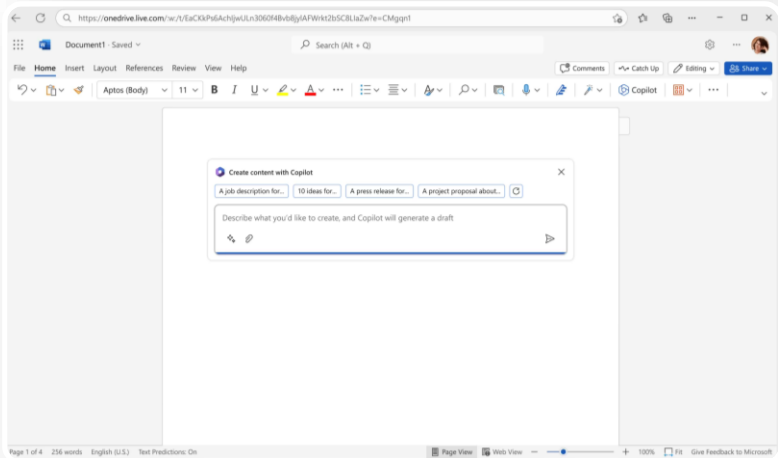 https://onedrive.live.com/:w:/t/EaCKkPs6AchljwULn3060f4Bvb8jylAFWrkt2bSC8LIaZw?e=CMgqn1
Document1 · Saved
Search (Alt + Q)
File Home Insert Layout References Review View Help
Comments Catch Up Editing Share
Aptos (Body) 11 B I U A Copilot
Create content with Copilot
A job description for... 10 ideas for... A press release for... A project proposal about...
Describe what you'd like to create, and Copilot will generate a draft
Page 1 of 4 256 words English (U.S.) Text Predictions: On Page View Web View 100% Fit Give Feedback to Microsoft